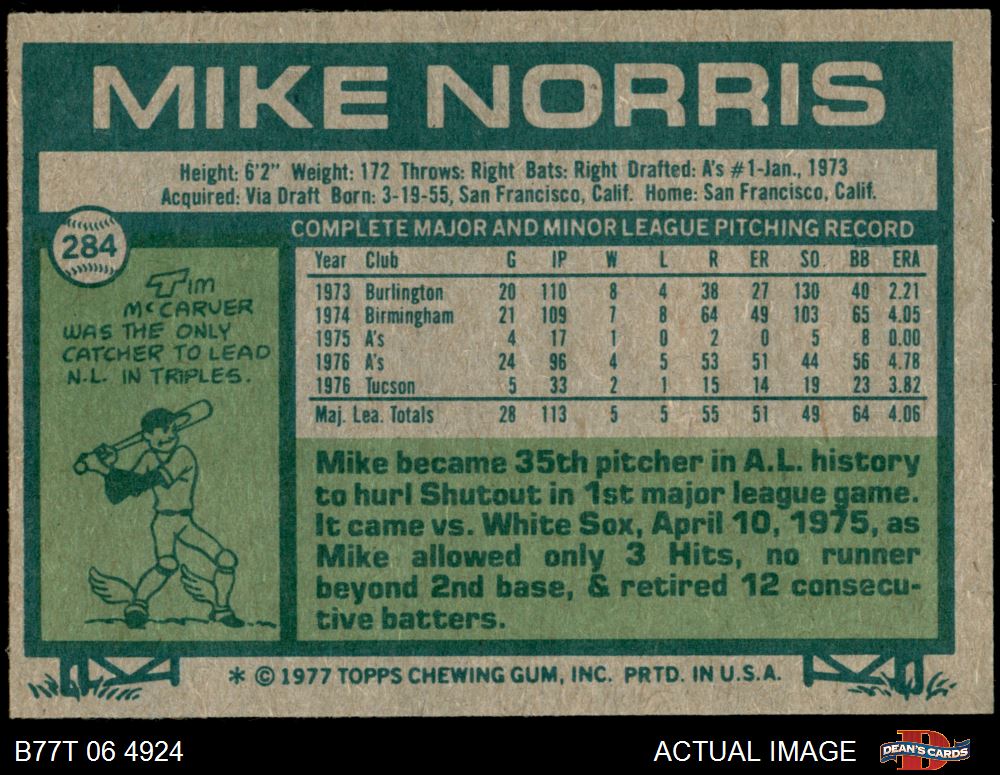 MIKE NORRIS
Height: 6'2" Weight: 172 Throws: Right Bats: Right Drafted: A's #1-Jan., 1973
Acquired: Via Draft Born: 3-19-55, San Francisco, Calif. Home: San Francisco, Calif.
284
TIM
McCARVER
WAS THE ONLY
CATCHER TO LEAD
N.L. IN TRIPLES.
COMPLETE MAJOR AND MINOR LEAGUE PITCHING RECORD
Year Club G IP W L R ER SO. BB ERA
1973 Burlington 20 110 8 4 38 27 130 40 2.21
1974 Birmingham 21 109 7 8 64 49 103 65 4.05
1975 A's 4 17 1 0 2 0 5 8 0.00
1976 A's 24 96 4 5 53 51 44 56 4.78
1976 Tucson 5 33 2 1 15 14 19 23 3.82
Maj. Lea. Totals 28 113 5 5 55 51 49 64 4.06
Mike became 35th pitcher in A.L. history
to hurl Shutout in 1st major league game.
It came vs. White Sox, April 10, 1975, as
Mike allowed only 3 Hits, no runner
beyond 2nd base, & retired 12 consecu-
tive batters.
* © 1977 TOPPS CHEWING GUM, INC. PRTD. IN U.S.A.
B77T 06 4924
ACTUAL IMAGE
D
DEAN'S CARDS